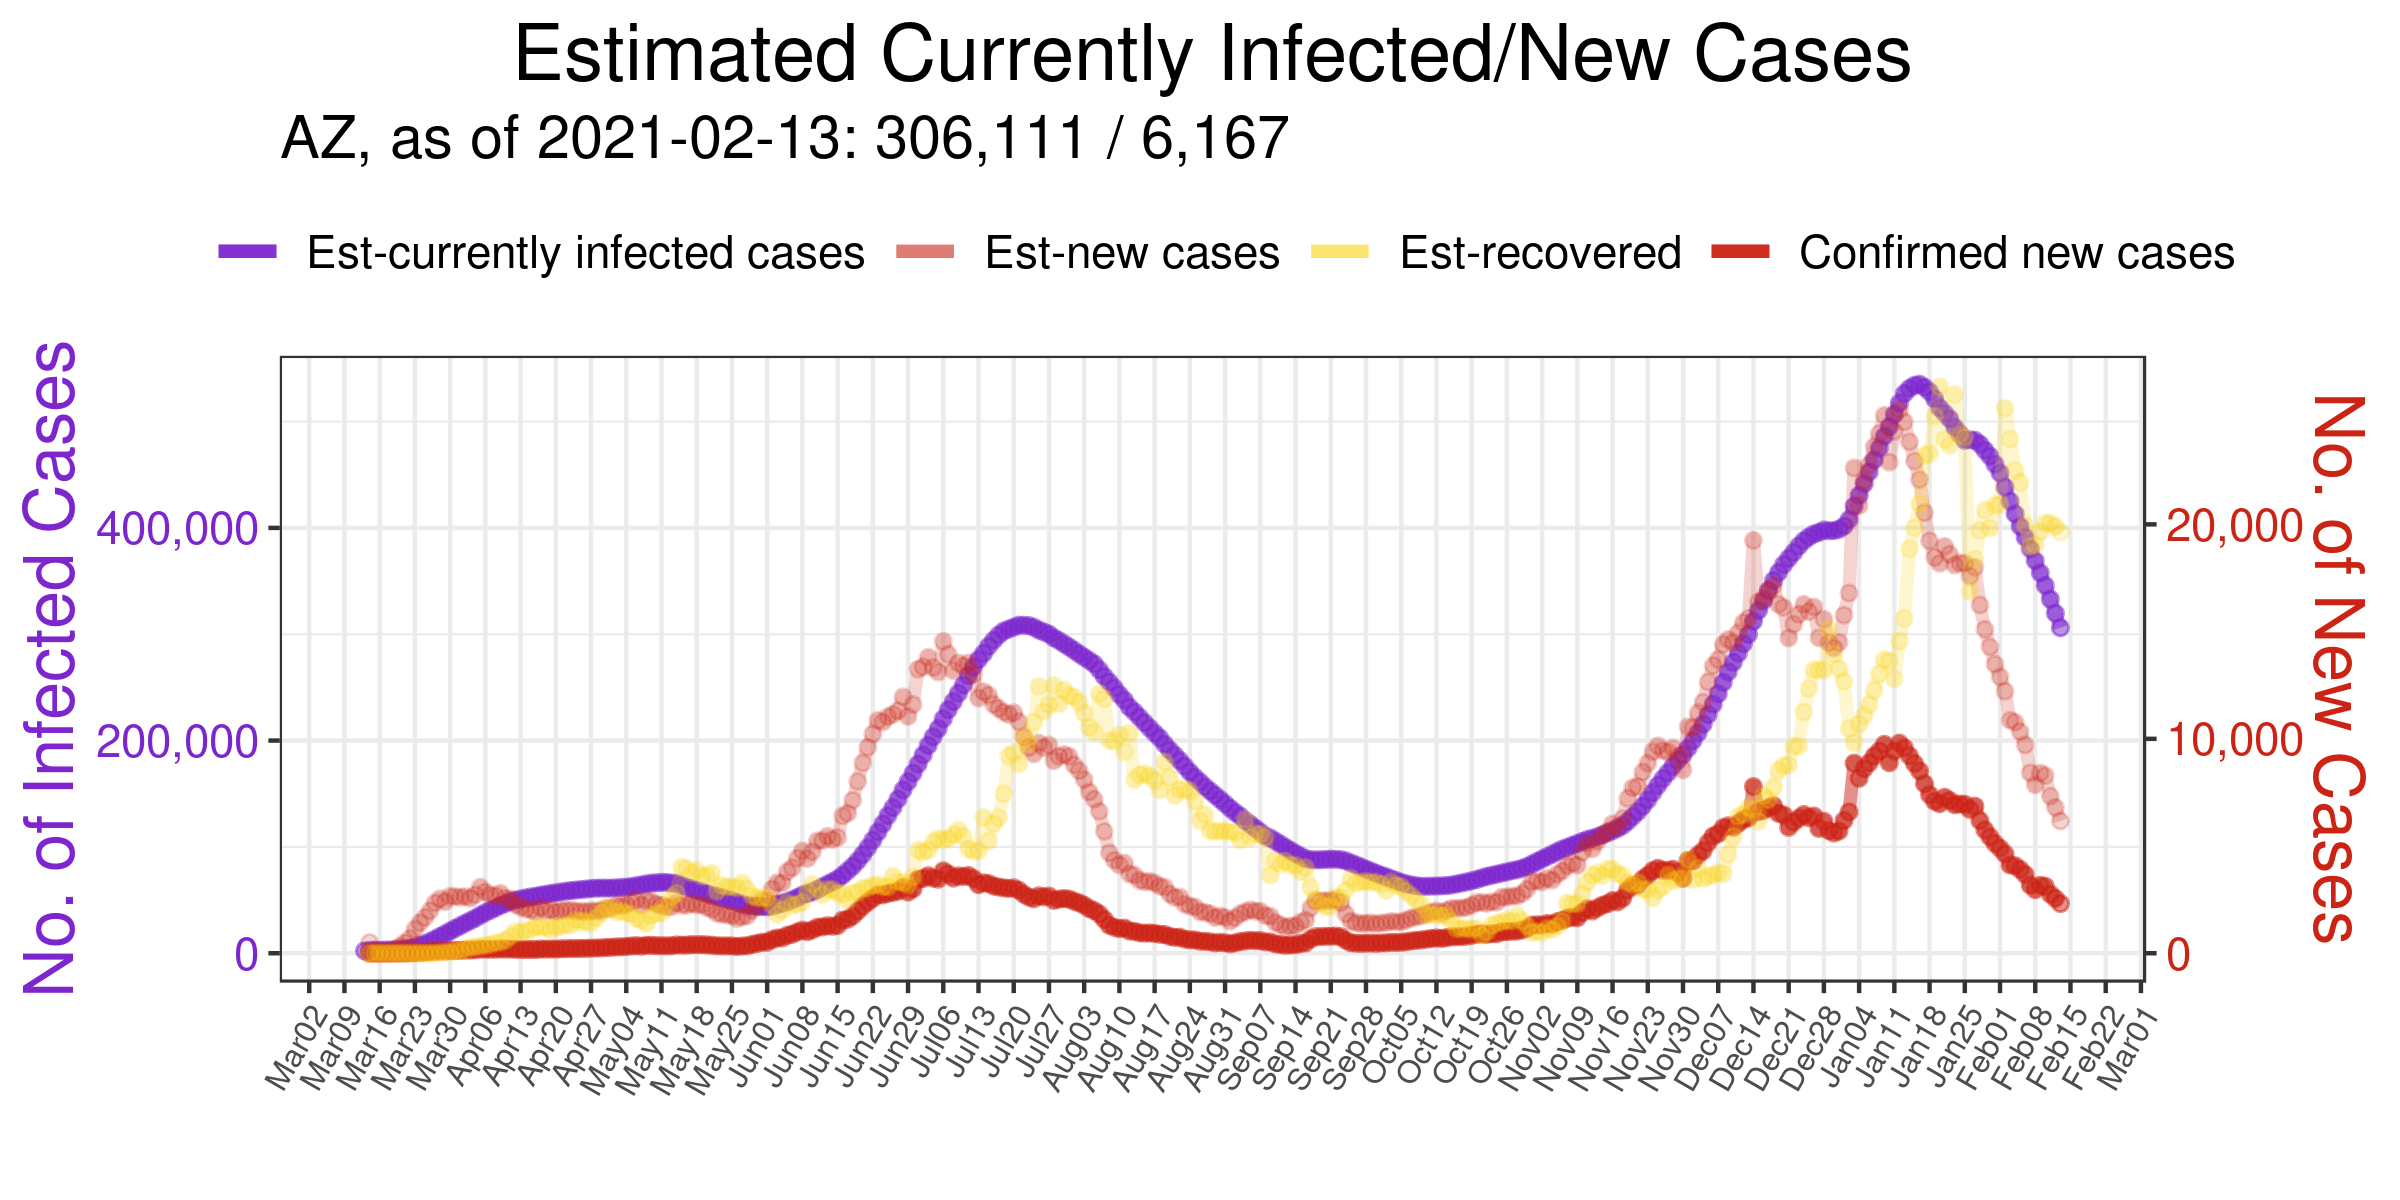 Estimated Currently Infected/New Cases
AZ, as of 2021-02-13: 306,111 / 6,167
Est-currently infected cases Est-new cases Est-recovered Confirmed new cases
No. of Infected Cases
400,000
200,000
0
20,000
10,000
0
No. of New Cases
Mar02 Mar09 Mar16 Mar23 Mar30 Apr06 Apr13 Apr20 Apr27 May04 May11 May18 May25 Jun01 Jun08 Jun15 Jun22 Jun29 Jul06 Jul13 Jul20 Jul27 Aug03 Aug10 Aug17 Aug24 Aug31 Sep07 Sep14 Sep21 Sep28 Oct05 Oct12 Oct19 Oct26 Nov02 Nov09 Nov16 Nov23 Nov30 Dec07 Dec14 Dec21 Dec28 Jan04 Jan11 Jan18 Jan25 Feb01 Feb08 Feb15 Feb22 Mar01